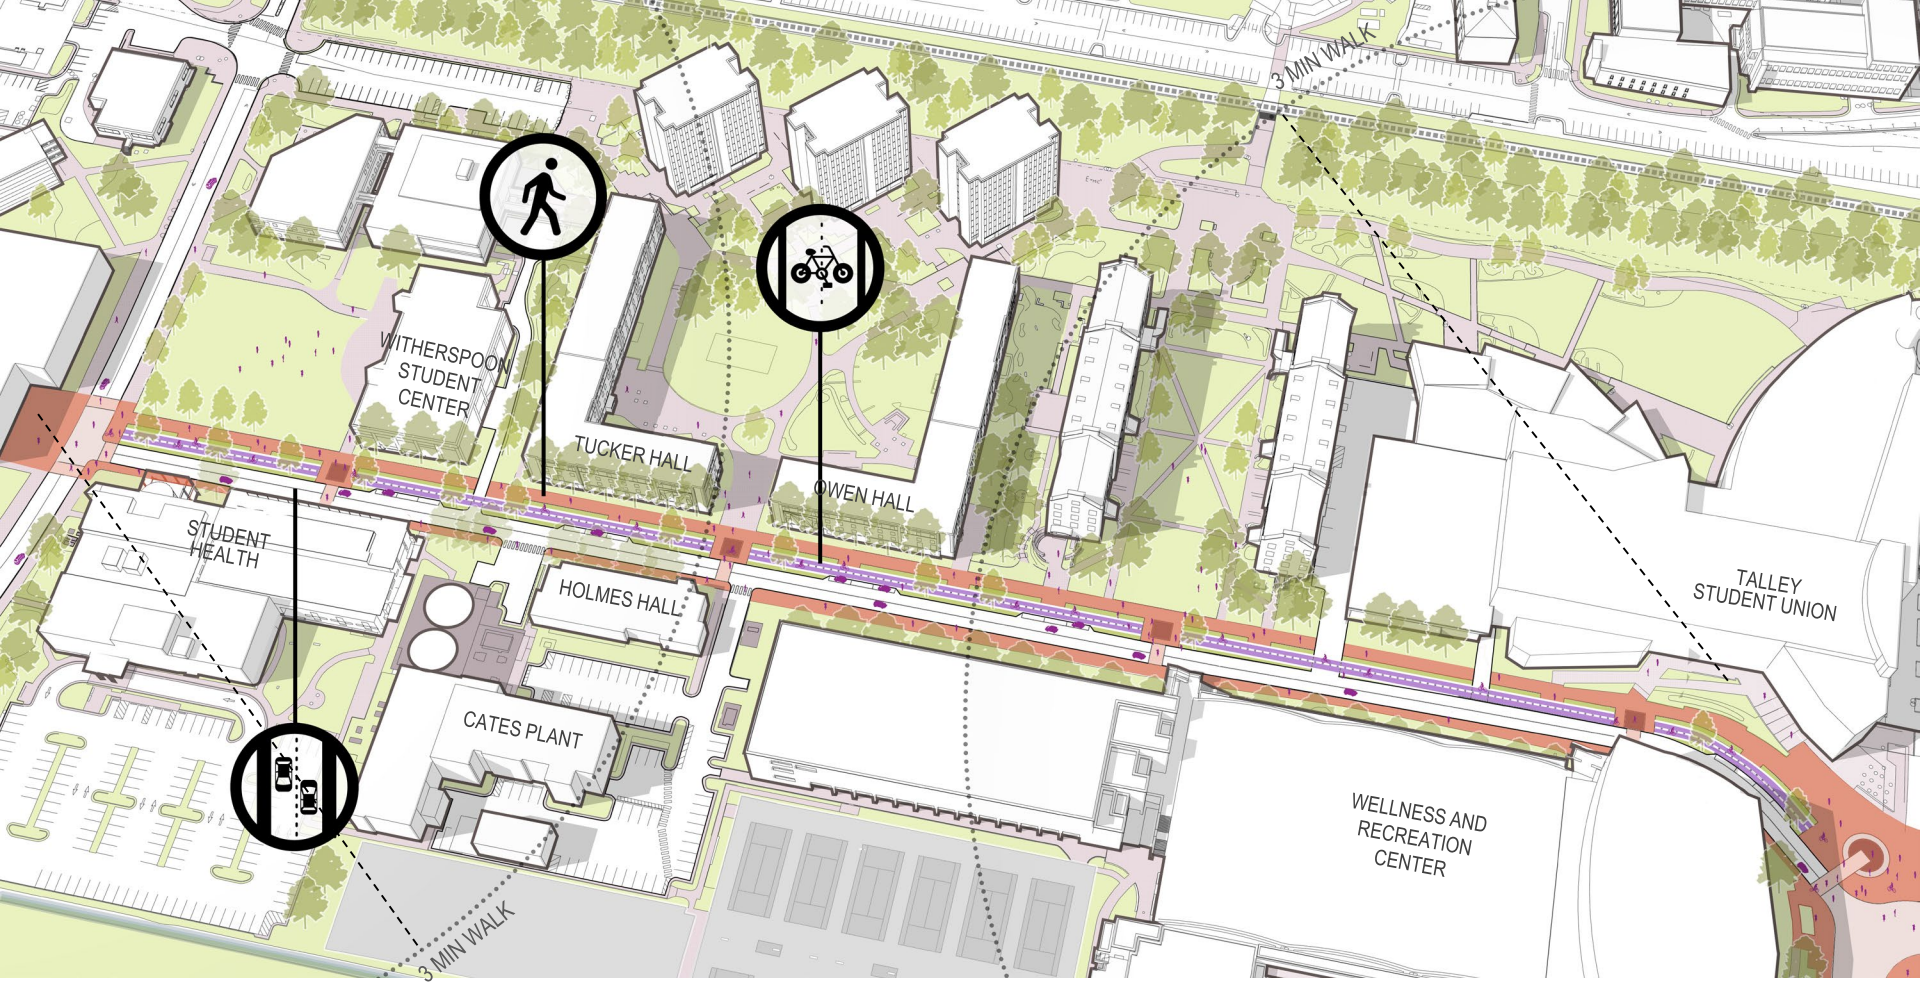 3 MIN WALK
WITHERSPOON
STUDENT
CENTER
TUCKER HALL
OWEN HALL
STUDENT
HEALTH
HOLMES HALL
TALLEY
STUDENT UNION
CATES PLANT
WELLNESS AND
RECREATION
CENTER
3 MIN WALK